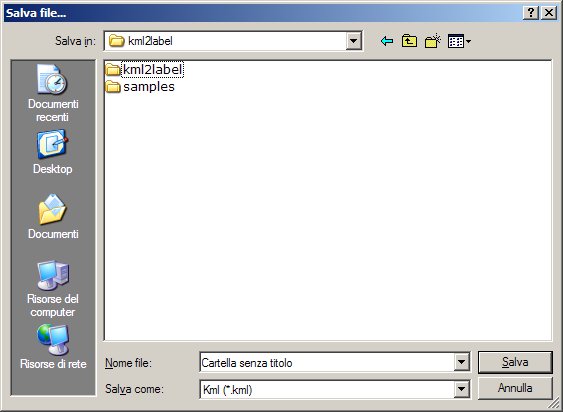 Salva file...
Salva in:
kml2label
kml2label
samples
Documenti
recenti
Desktop
Documenti
Risorse del
computer
Risorse di rete
Nome file:
Cartella senza titolo
Salva
Salva come:
Kml (*.kml)
Annulla